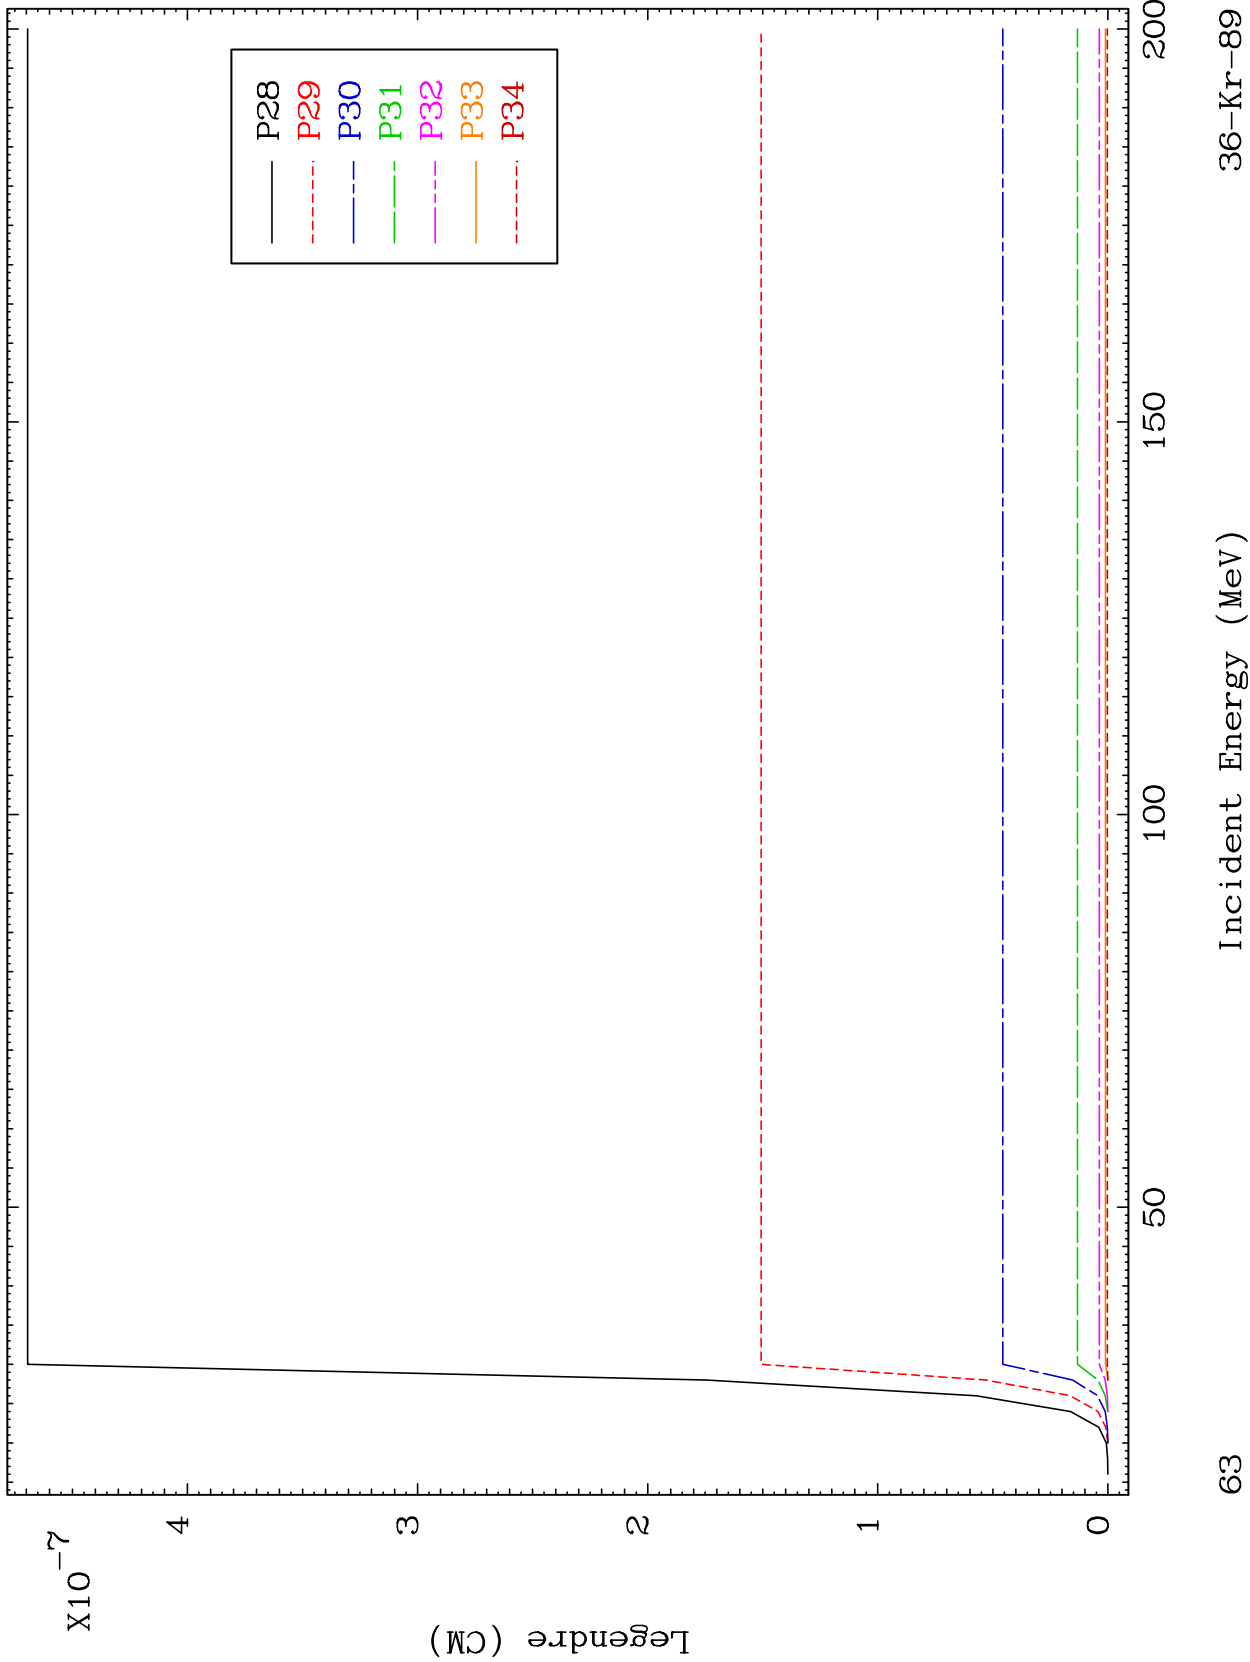 X10-7
4
3
2
1
0
Legendre (CM)
P28
P29
P30
P31
P32
P33
P34
50
100
150
200
63
Incident Energy (MeV)
36-Kr-89